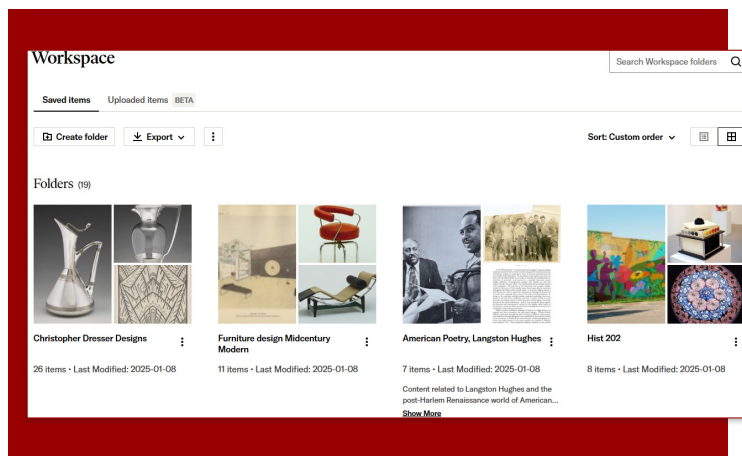 Workspace
Search Workspace folders
Saved items Uploaded items BETA
Create folder Export
Sort: Custom order
Folders (19)
Christopher Dresser Designs
26 items • Last Modified: 2025-01-08
Furniture design Midcentury
Modern
11 items • Last Modified: 2025-01-08
American Poetry, Langston Hughes
7 items • Last Modified: 2025-01-08
Content related to Langston Hughes and the
post-Harlem Renaissance world of American...
Show More
Hist 202
8 items • Last Modified: 2025-01-08